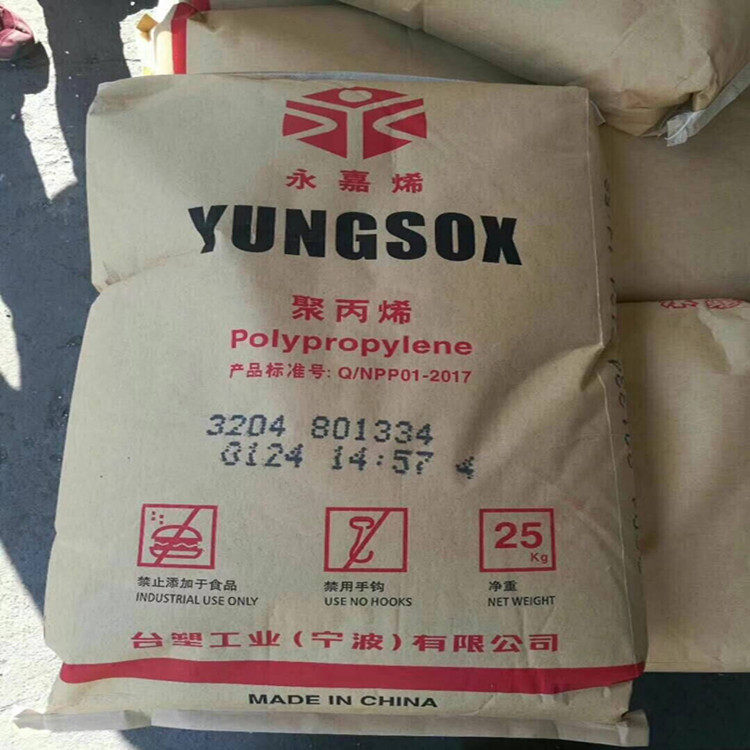 永嘉烯
YUNGSOX
聚丙烯
Polypropylene
产品标准号: Q/NPP01-2017
3204 801334
0124 14:57 4
25
Kg
禁止添加于食品
INDUSTRIAL USE ONLY
禁用手钩
USE NO HOOKS
净重
NET WEIGHT
台塑工业(宁波)有限公司
MADE IN CHINA